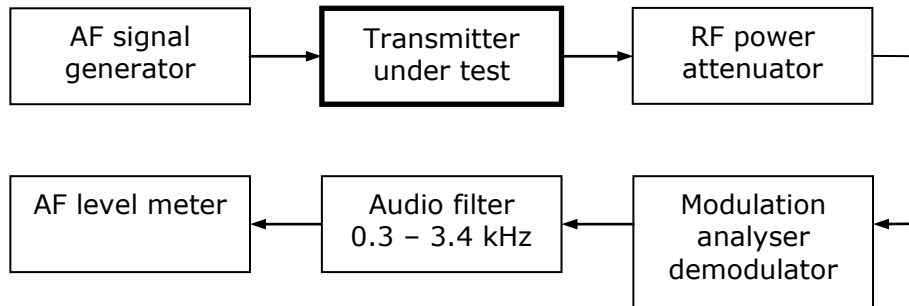 AF signal
generator
Transmitter
under test
RF power
attenuator
AF level meter
Audio filter
0.3 – 3.4 kHz
Modulation
analyser
demodulator